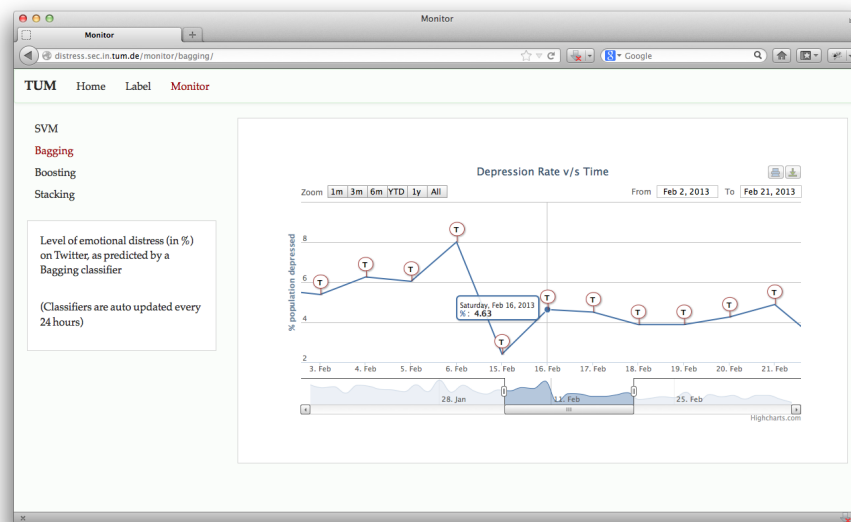 Monitor
Monitor
distress.sec.in.tum.de/monitor/bagging/
Google
TUM Home Label Monitor
SVM
Bagging
Boosting
Stacking
Level of emotional distress (in %)
on Twitter, as predicted by a
Bagging classifier
(Classifiers are auto updated every
24 hours)
Depression Rate v/s Time
Zoom 1m 3m 6m YTD 1y All From Feb 2, 2013 To Feb 21, 2013
% population depressed
8
6
4
2
T T T T T T T T T T T
Saturday, Feb 16, 2013
%: 4.63
3. Feb 4. Feb 5. Feb 6. Feb 15. Feb 16. Feb 17. Feb 18. Feb 19. Feb 20. Feb 21. Feb
28. Jan 11. Feb 25. Feb
Highcharts.com